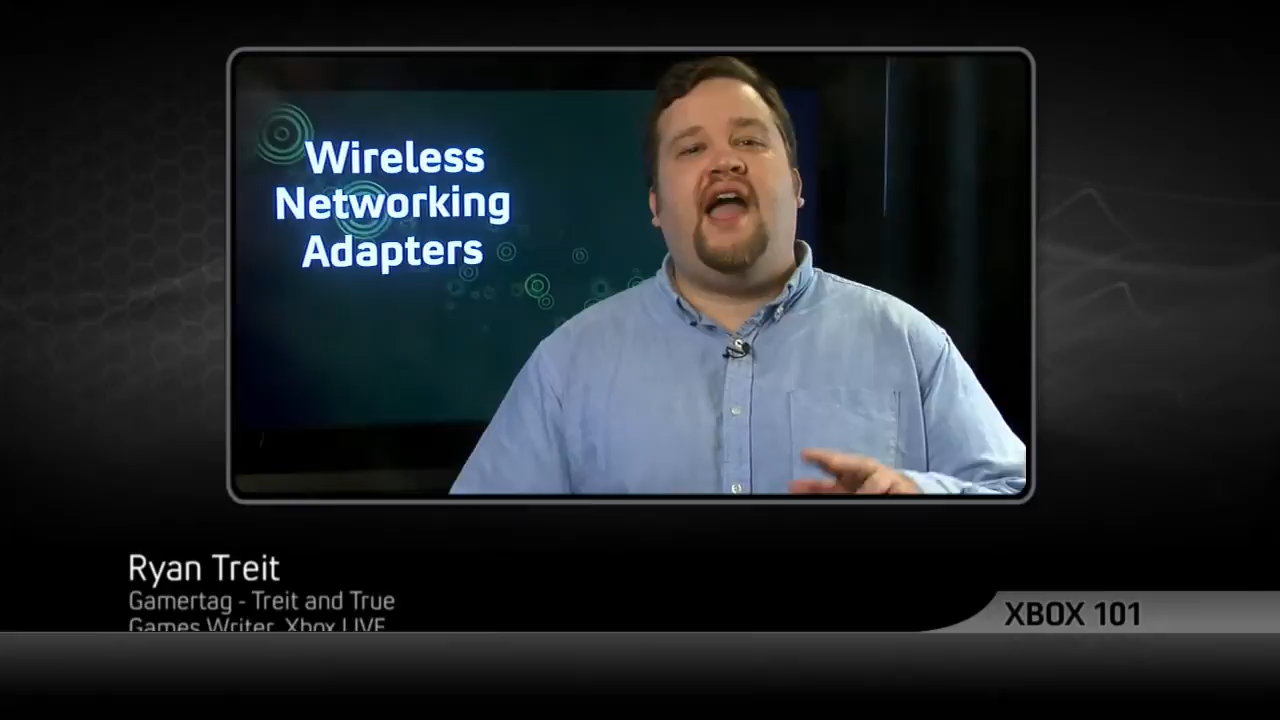 Wireless
Networking
Adapters
Ryan Treit
Gamertag - Treit and True
Games Writer, Xbox LIVE
XBOX 101